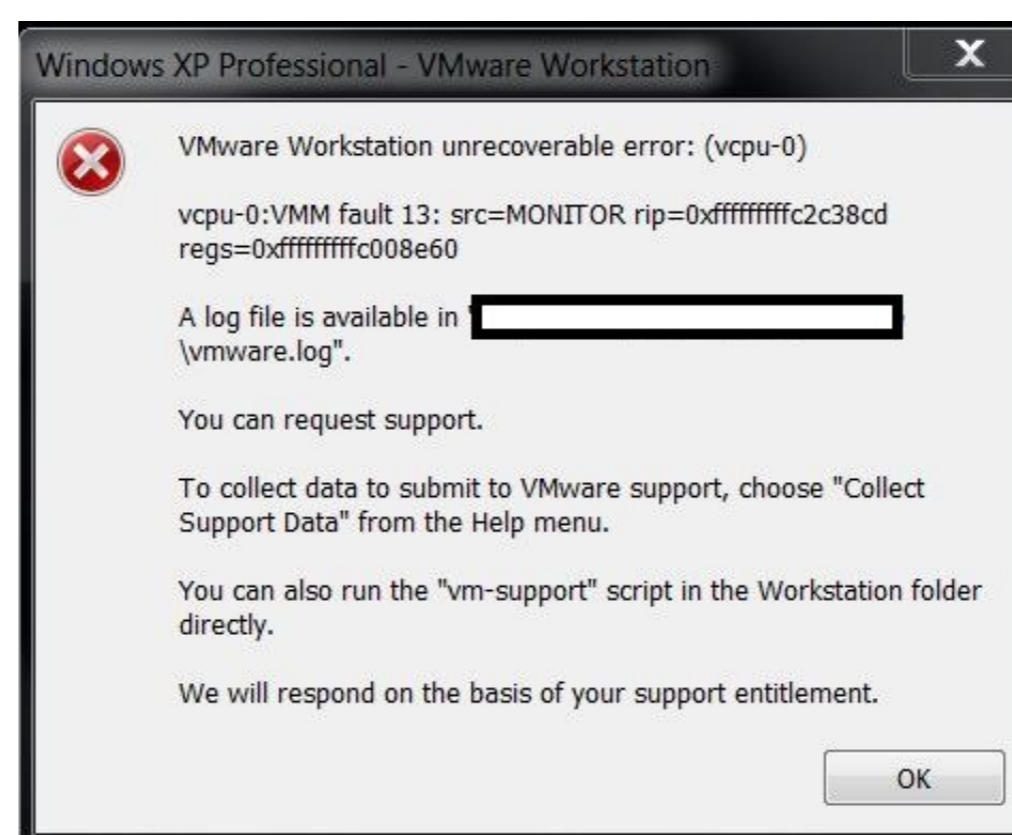 Windows XP Professional - VMware Workstation
VMware Workstation unrecoverable error: (vcpu-0)
vcpu-0:VMM fault 13: src=MONITOR rip=0xfffffffffc2c38cd
regs=0xfffffffffc008e60
A log file is available in "
\vmware.log".
You can request support.
To collect data to submit to VMware support, choose "Collect
Support Data" from the Help menu.
You can also run the "vm-support" script in the Workstation folder
directly.
We will respond on the basis of your support entitlement.
OK